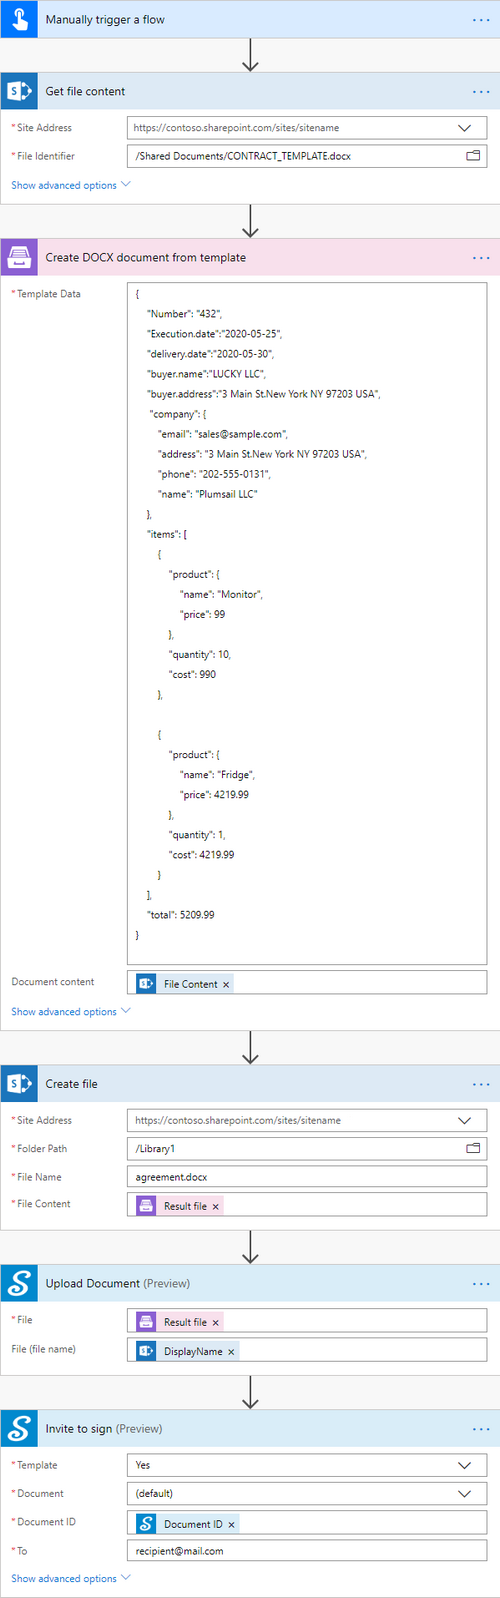 Manually trigger a flow
Get file content
* Site Address https://contoso.sharepoint.com/sites/sitename
* File Identifier /Shared Documents/CONTRACT_TEMPLATE.docx
Show advanced options
Create DOCX document from template
* Template Data {
"Number": "432",
"Execution.date":"2020-05-25",
"delivery.date":"2020-05-30",
"buyer.name":"LUCKY LLC",
"buyer.address":"3 Main St.New York NY 97203 USA",
"company": {
"email": "sales@sample.com",
"address": "3 Main St.New York NY 97203 USA",
"phone": "202-555-0131",
"name": "Plumsail LLC"
},
"items": [
{
"product": {
"name": "Monitor",
"price": 99
},
"quantity": 10,
"cost": 990
},
{
"product": {
"name": "Fridge",
"price": 4219.99
},
"quantity": 1,
"cost": 4219.99
}
],
"total": 5209.99
}
Document content File Content ×
Show advanced options
Create file
* Site Address https://contoso.sharepoint.com/sites/sitename
* Folder Path /Library1
* File Name agreement.docx
* File Content Result file ×
Upload Document (Preview)
* File Result file ×
File (file name) DisplayName ×
Invite to sign (Preview)
* Template Yes
* Document (default)
* Document ID Document ID ×
* To recipient@mail.com
Show advanced options